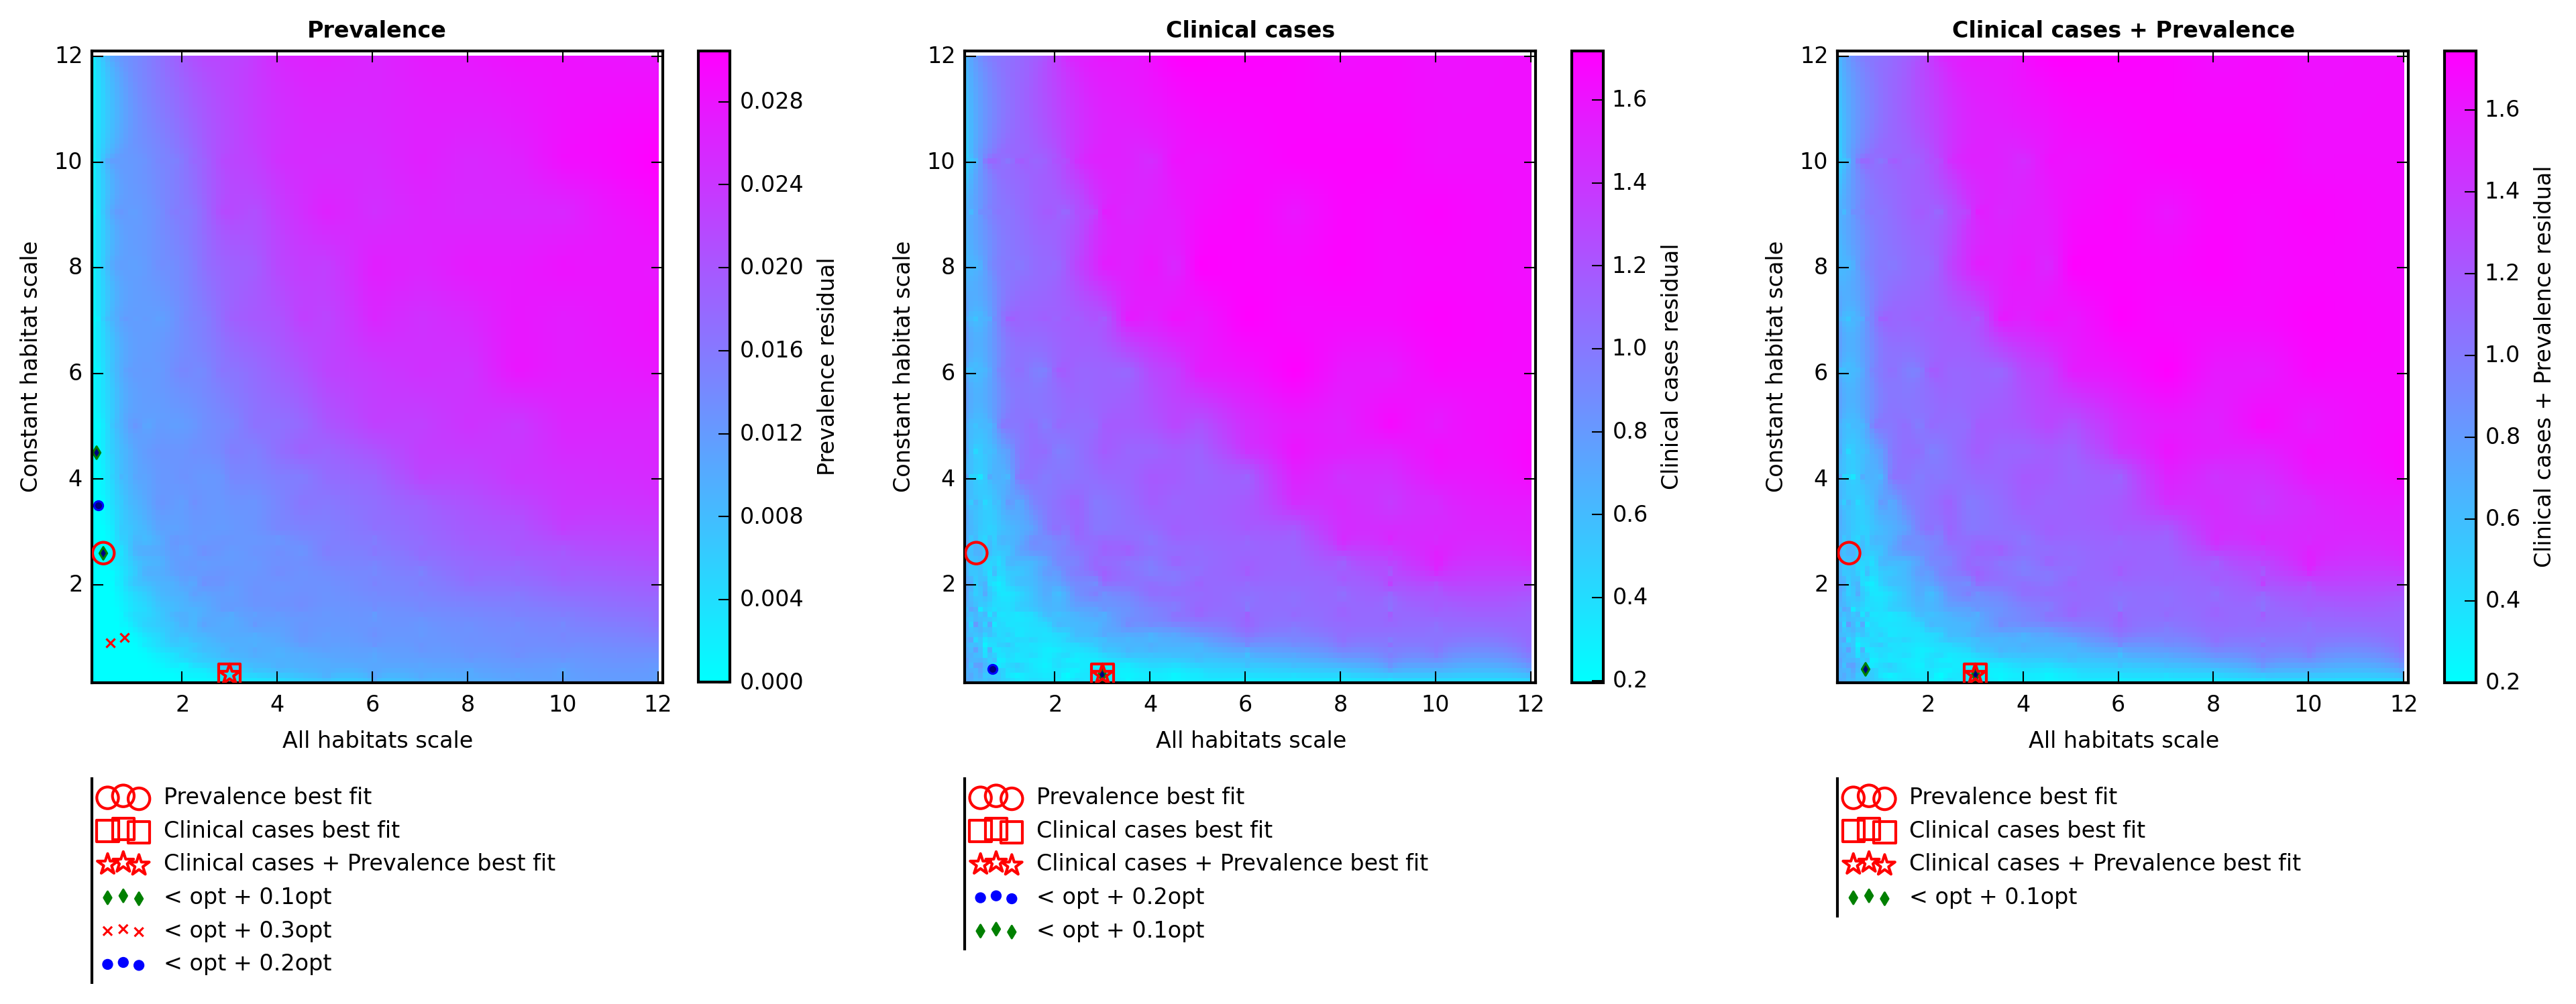 Prevalence
Clinical cases
Clinical cases + Prevalence
12
10
8
6
4
2
Constant habitat scale
2
4
6
8
10
12
All habitats scale
0.028
0.024
0.020
0.016
0.012
0.008
0.004
0.000
Prevalence residual
12
10
8
6
4
2
Constant habitat scale
2
4
6
8
10
12
All habitats scale
1.6
1.4
1.2
1.0
0.8
0.6
0.4
0.2
Clinical cases residual
12
10
8
6
4
2
Constant habitat scale
2
4
6
8
10
12
All habitats scale
1.6
1.4
1.2
1.0
0.8
0.6
0.4
0.2
Clinical cases + Prevalence residual
Prevalence best fit
Clinical cases best fit
Clinical cases + Prevalence best fit
< opt + 0.1opt
< opt + 0.3opt
< opt + 0.2opt
Prevalence best fit
Clinical cases best fit
Clinical cases + Prevalence best fit
< opt + 0.2opt
< opt + 0.1opt
Prevalence best fit
Clinical cases best fit
Clinical cases + Prevalence best fit
< opt + 0.1opt